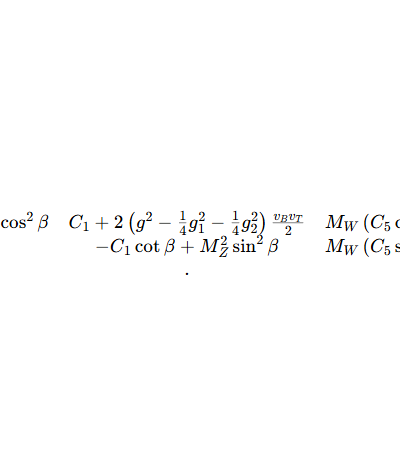 cos² β C₁ + 2 (g² − ¼g₁² − ¼g₂²) v_B v_T / 2 M_W (C₅
−C₁ cot β + M_Z² sin² β M_W (C₅ s
.